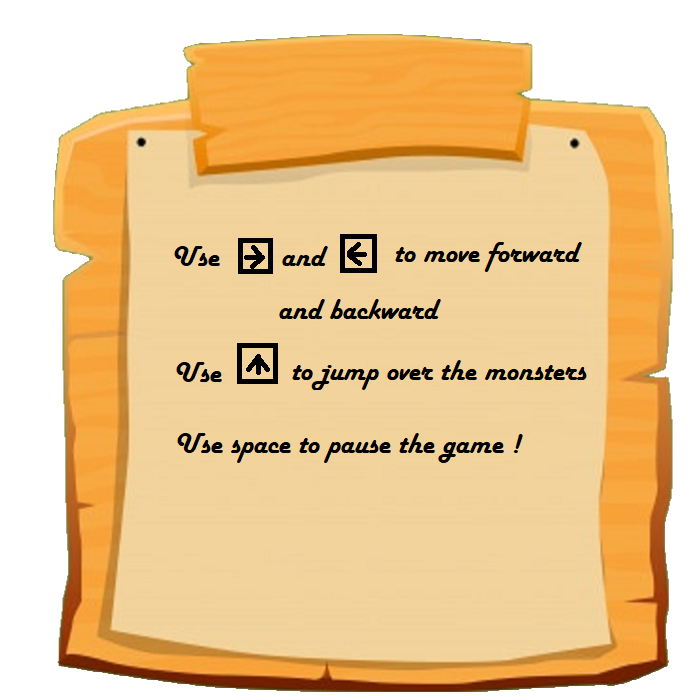 Use → and ← to move forward
and backward
Use ↑ to jump over the monsters
Use space to pause the game !